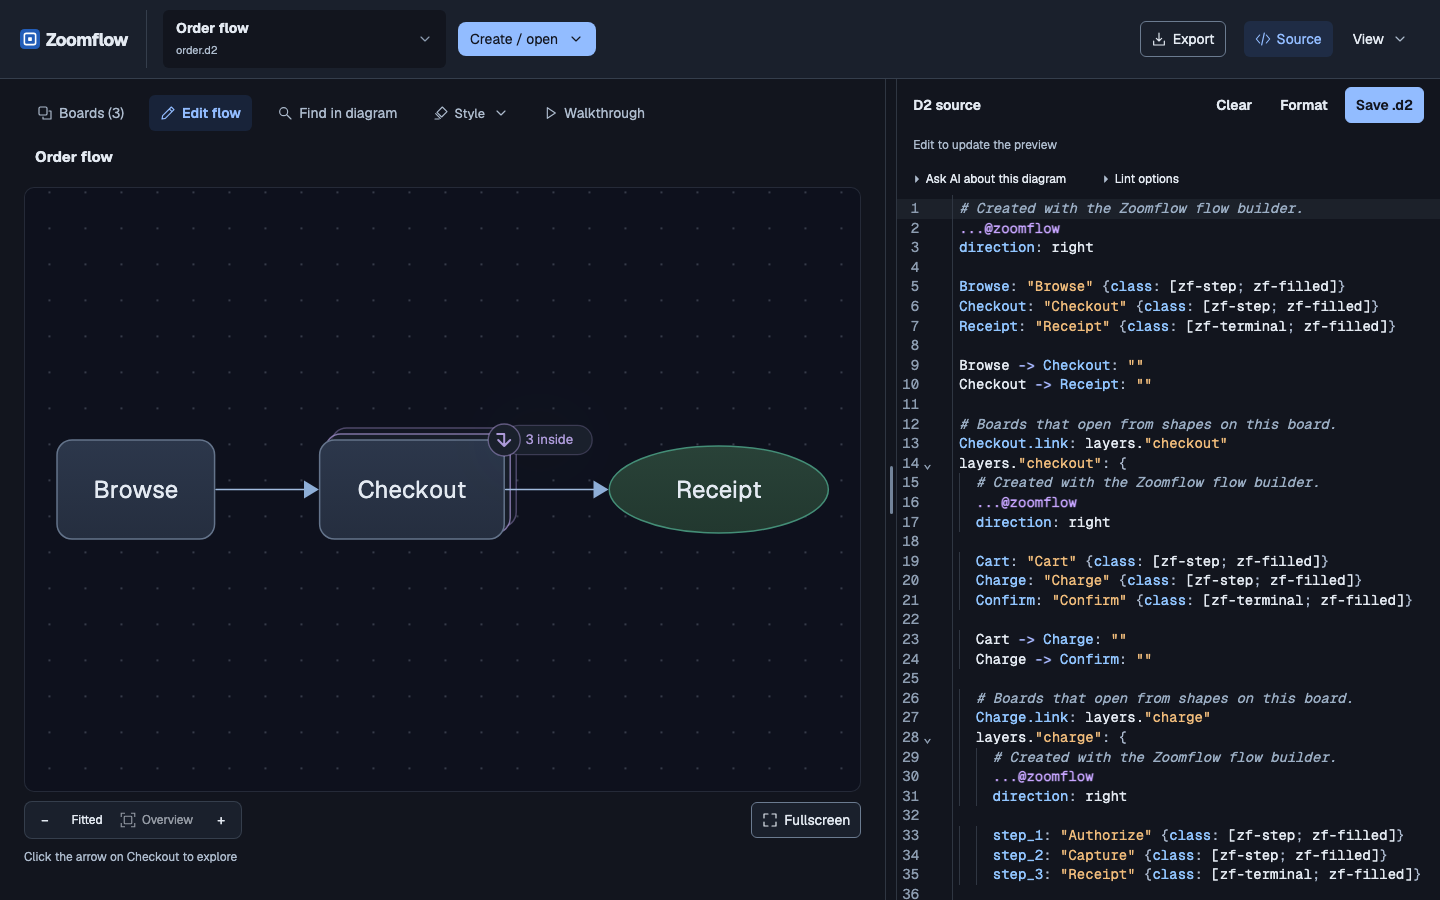 Zoomflow
Order flow
order.d2
Create / open
Export
Source
View
Boards (3)
Edit flow
Find in diagram
Style
Walkthrough
Order flow
Browse
Checkout
3 inside
Receipt
− Fitted Overview +
Fullscreen
Click the arrow on Checkout to explore
D2 source
Clear
Format
Save .d2
Edit to update the preview
Ask AI about this diagram
Lint options
1 # Created with the Zoomflow flow builder.
2 ...@zoomflow
3 direction: right
4
5 Browse: "Browse" {class: [zf-step; zf-filled]}
6 Checkout: "Checkout" {class: [zf-step; zf-filled]}
7 Receipt: "Receipt" {class: [zf-terminal; zf-filled]}
8
9 Browse -> Checkout: ""
10 Checkout -> Receipt: ""
11
12 # Boards that open from shapes on this board.
13 Checkout.link: layers."checkout"
14 layers."checkout": {
15 # Created with the Zoomflow flow builder.
16 ...@zoomflow
17 direction: right
18
19 Cart: "Cart" {class: [zf-step; zf-filled]}
20 Charge: "Charge" {class: [zf-step; zf-filled]}
21 Confirm: "Confirm" {class: [zf-terminal; zf-filled]}
22
23 Cart -> Charge: ""
24 Charge -> Confirm: ""
25
26 # Boards that open from shapes on this board.
27 Charge.link: layers."charge"
28 layers."charge": {
29 # Created with the Zoomflow flow builder.
30 ...@zoomflow
31 direction: right
32
33 step_1: "Authorize" {class: [zf-step; zf-filled]}
34 step_2: "Capture" {class: [zf-step; zf-filled]}
35 step_3: "Receipt" {class: [zf-terminal; zf-filled]}
36